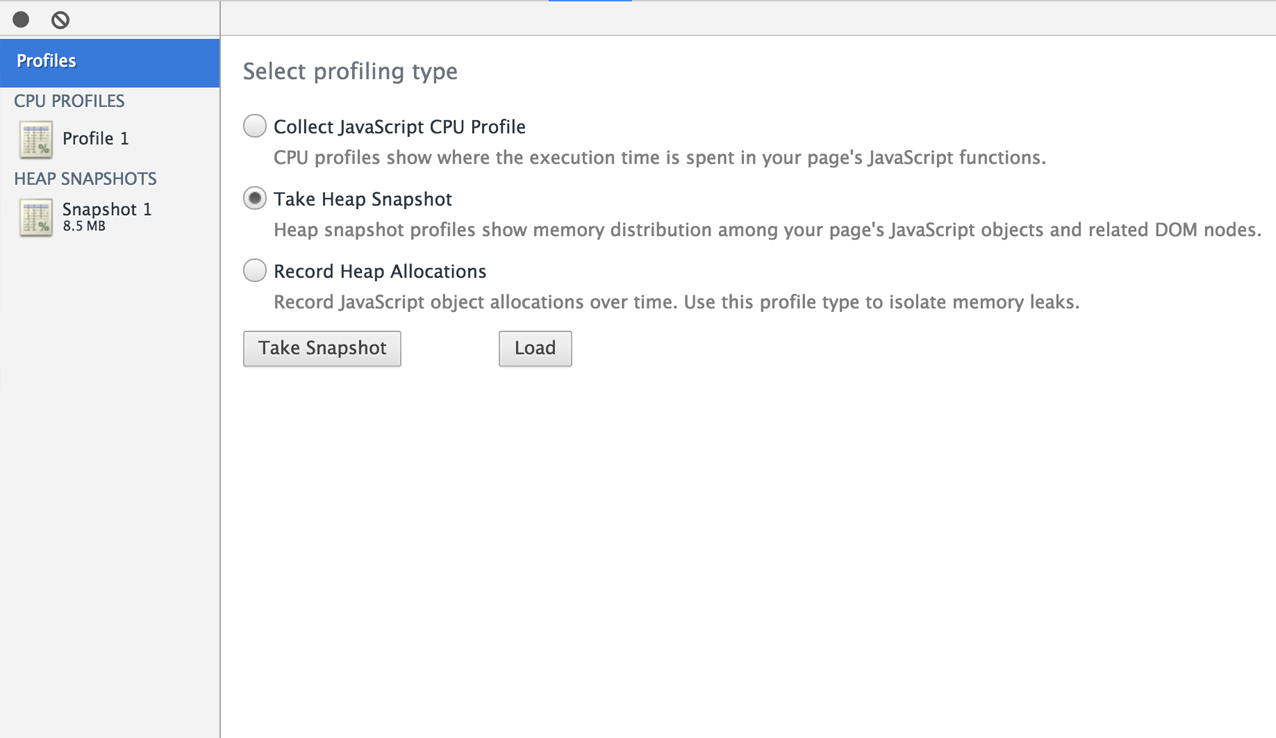 Profiles
CPU PROFILES
Profile 1
HEAP SNAPSHOTS
Snapshot 1
8.5 MB
Select profiling type
Collect JavaScript CPU Profile
CPU profiles show where the execution time is spent in your page's JavaScript functions.
Take Heap Snapshot
Heap snapshot profiles show memory distribution among your page's JavaScript objects and related DOM nodes.
Record Heap Allocations
Record JavaScript object allocations over time. Use this profile type to isolate memory leaks.
Take Snapshot Load